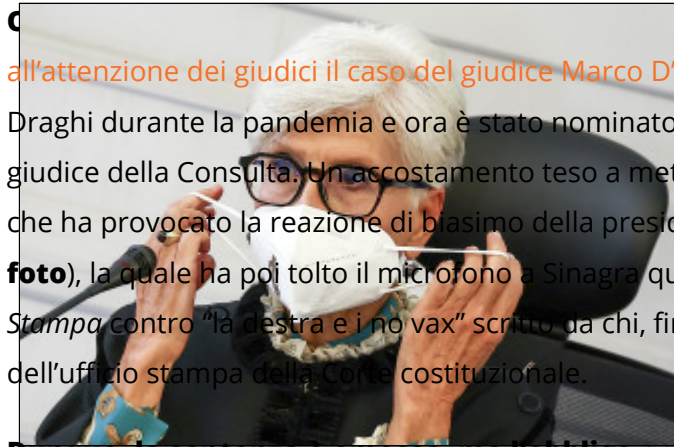 all’attenzione dei giudici il caso del giudice Marco D’
Draghi durante la pandemia e ora è stato nominato
giudice della Consulta. Un accostamento teso a met
che ha provocato la reazione di biasimo della presid
foto), la quale ha poi tolto il microfono a Sinagra qu
Stampa contro “la destra e i no vax” scritto da chi, fin
dell’ufficio stampa della Corte costituzionale.